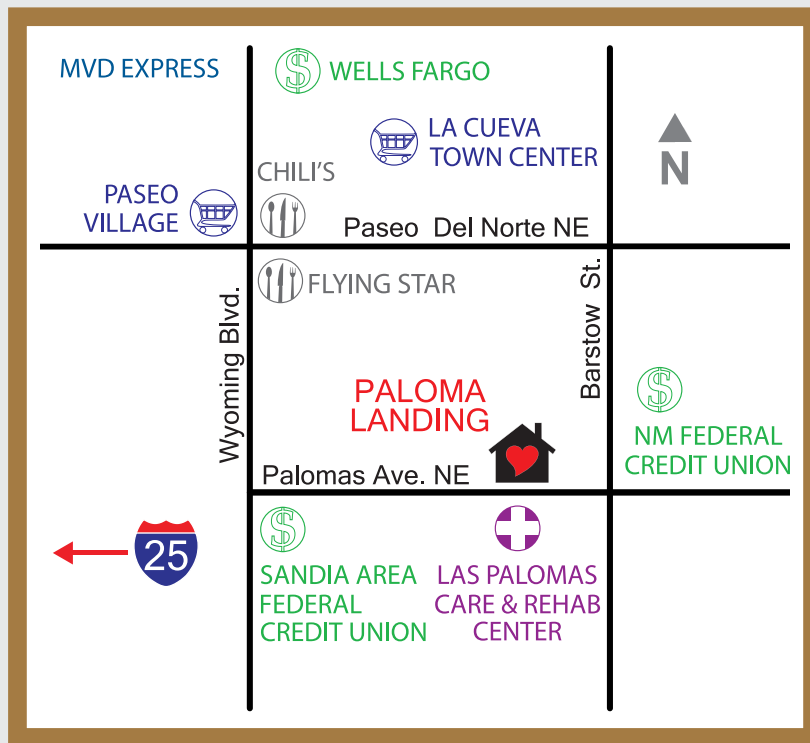 MVD EXPRESS
$ WELLS FARGO
LA CUEVA
TOWN CENTER
N
CHILI'S
PASEO
VILLAGE
Paseo Del Norte NE
FLYING STAR
Wyoming Blvd.
Barstow St.
PALOMA
LANDING
$
NM FEDERAL
CREDIT UNION
Palomas Ave. NE
25
$
SANDIA AREA
FEDERAL
CREDIT UNION
LAS PALOMAS
CARE & REHAB
CENTER